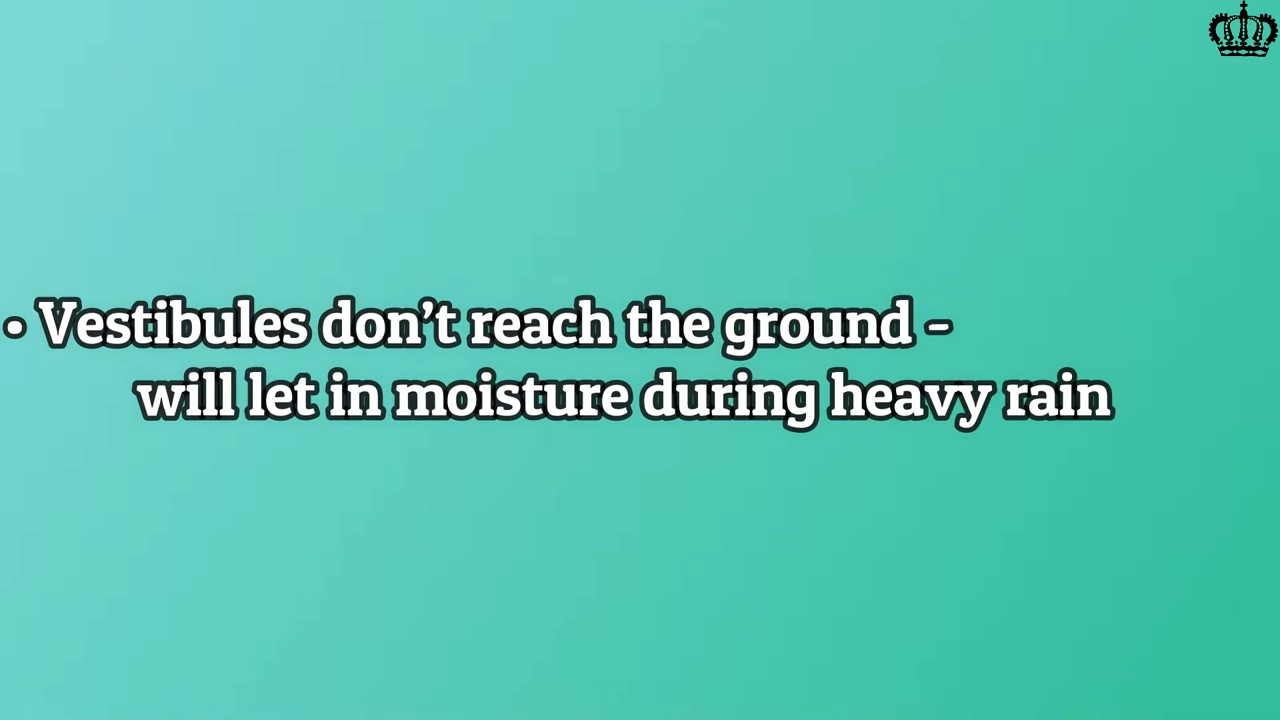 • Vestibules don’t reach the ground –
will let in moisture during heavy rain